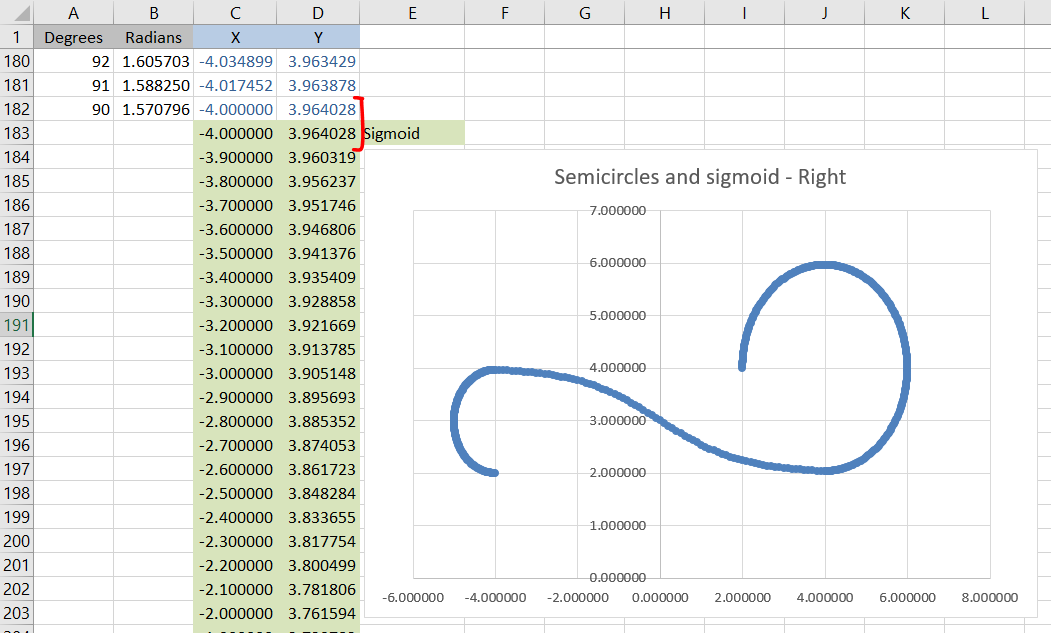 A B C D E F G H I J K L
1 Degrees Radians X Y
180 92 1.605703 -4.034899 3.963429
181 91 1.588250 -4.017452 3.963878
182 90 1.570796 -4.000000 3.964028
183 -4.000000 3.964028 Sigmoid
184 -3.900000 3.960319
185 -3.800000 3.956237
186 -3.700000 3.951746
187 -3.600000 3.946806
188 -3.500000 3.941376
189 -3.400000 3.935409
190 -3.300000 3.928858
191 -3.200000 3.921669
192 -3.100000 3.913785
193 -3.000000 3.905148
194 -2.900000 3.895693
195 -2.800000 3.885352
196 -2.700000 3.874053
197 -2.600000 3.861723
198 -2.500000 3.848284
199 -2.400000 3.833655
200 -2.300000 3.817754
201 -2.200000 3.800499
202 -2.100000 3.781806
203 -2.000000 3.761594
Semicircles and sigmoid - Right
7.000000
6.000000
5.000000
4.000000
3.000000
2.000000
1.000000
0.000000
-6.000000 -4.000000 -2.000000 0.000000 2.000000 4.000000 6.000000 8.000000